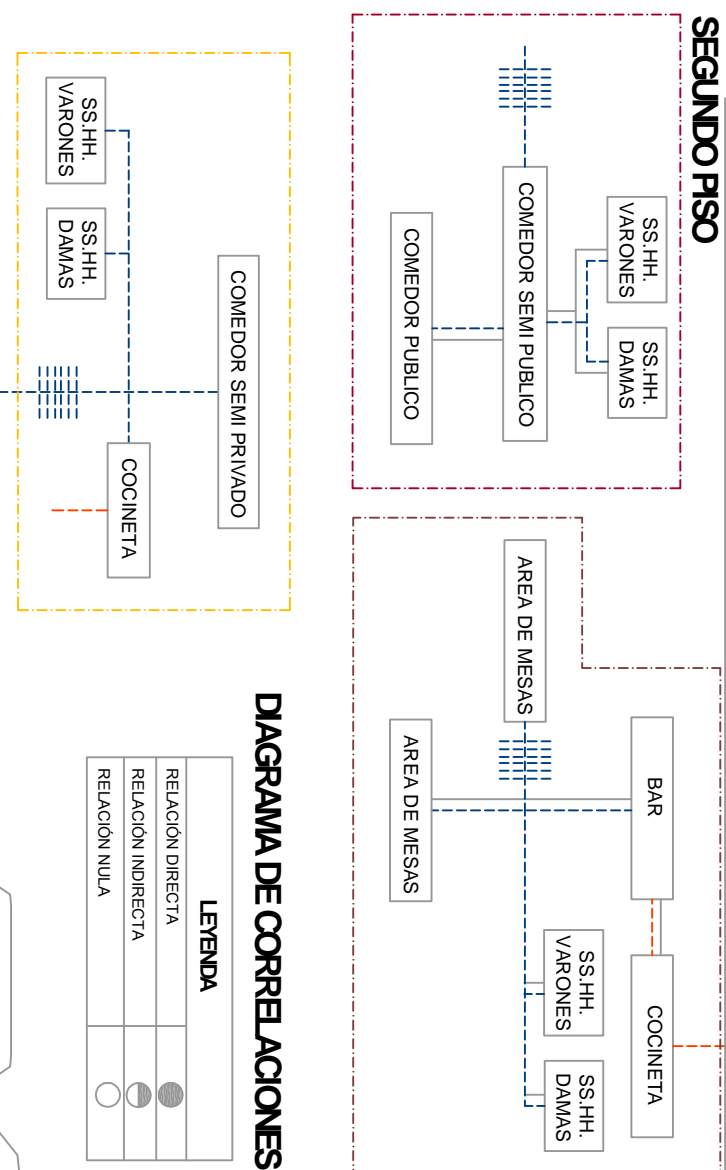 SEGUNDO PISO
SS.HH.
VARONES
SS.HH.
DAMAS
COMEDOR SEMI PUBLICO
COMEDOR PUBLICO
BAR
COCINETA
AREA DE MESAS
AREA DE MESAS
SS.HH.
VARONES
SS.HH.
DAMAS
COMEDOR SEMI PRIVADO
SS.HH.
VARONES
SS.HH.
DAMAS
COCINETA
DIAGRAMA DE CORRELACIONES
LEYENDA
RELACIÓN DIRECTA
RELACIÓN INDIRECTA
RELACIÓN NULA